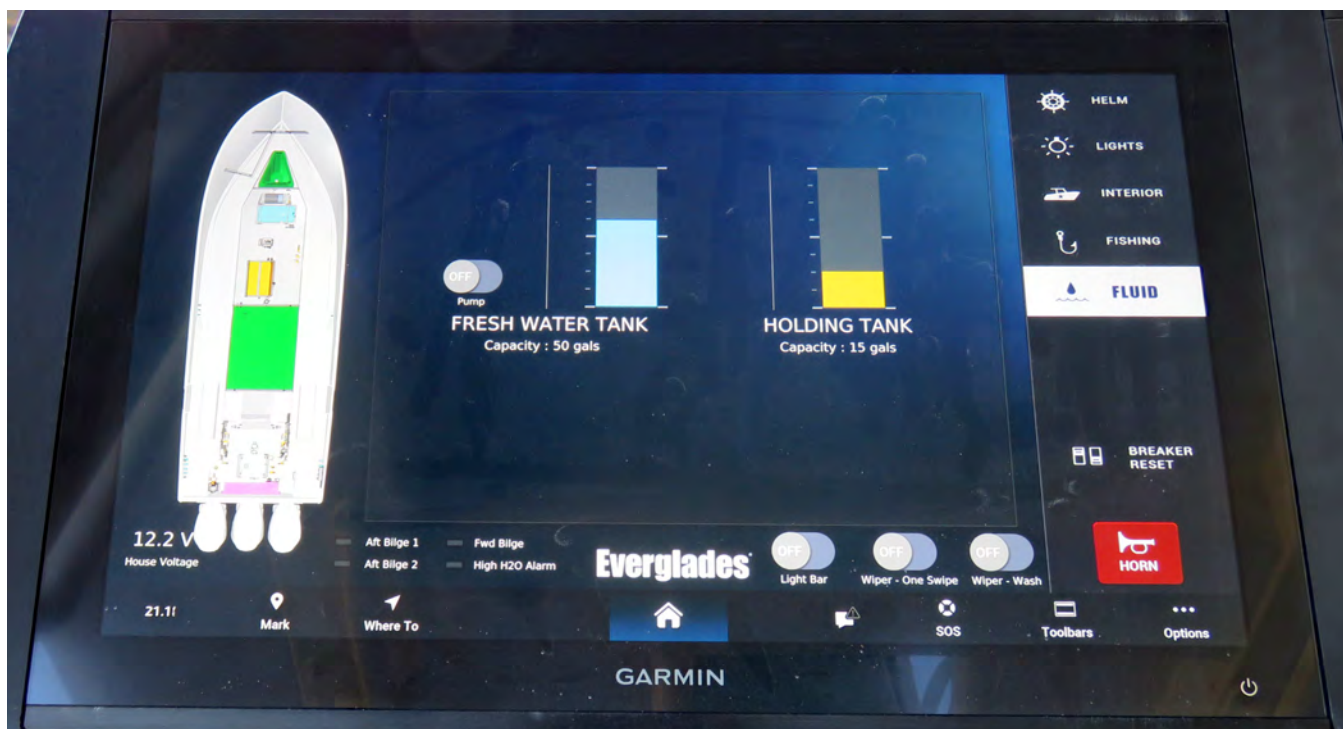 HELM
LIGHTS
INTERIOR
FISHING
FLUID
OFF
Pump
FRESH WATER TANK
Capacity : 50 gals
HOLDING TANK
Capacity : 15 gals
BREAKER
RESET
12.2 V
House Voltage
Aft Bilge 1
Fwd Bilge
Aft Bilge 2
High H2O Alarm
Everglades
OFF
Light Bar
OFF
Wiper - One Swipe
OFF
Wiper - Wash
HORN
Mark
Where To
SOS
Toolbars
Options
GARMIN